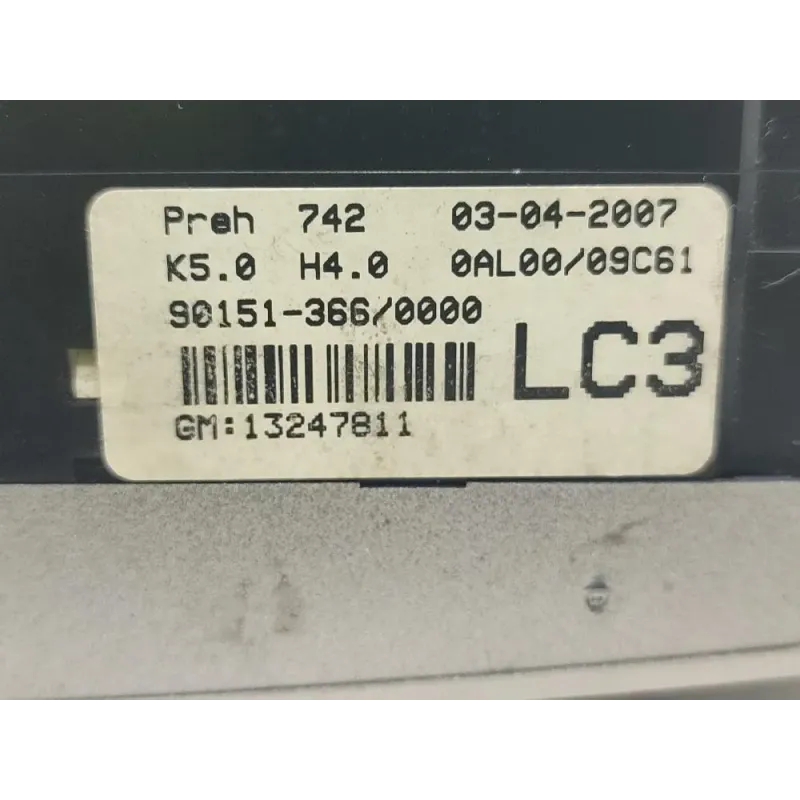 Preh 742 03-04-2007
K5.0 H4.0 0AL00/09C61
90151-366/0000
LC3
GM:13247811